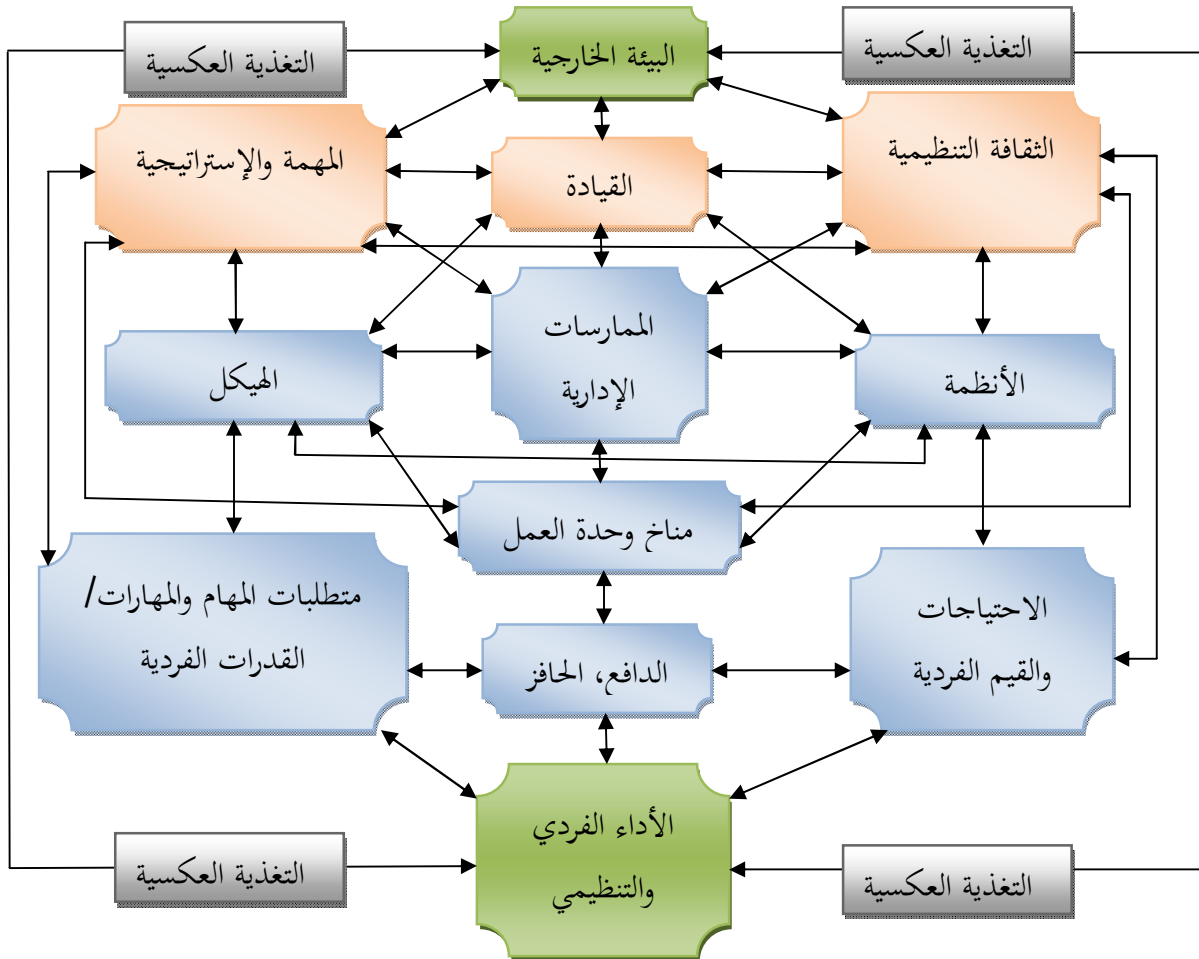 التغذية العكسية
البيئة الخارجية
التغذية العكسية
الثقافة التنظيمية
القيادة
المهمة والإستراتيجية
الممارسات
الإدارية
الأنظمة
الهيكل
مناخ وحدة العمل
الاحتياجات
والقيم الفردية
الدافع، الحافز
متطلبات المهام والمهارات/
القدرات الفردية
الأداء الفردي
والتنظيمي
التغذية العكسية
التغذية العكسية